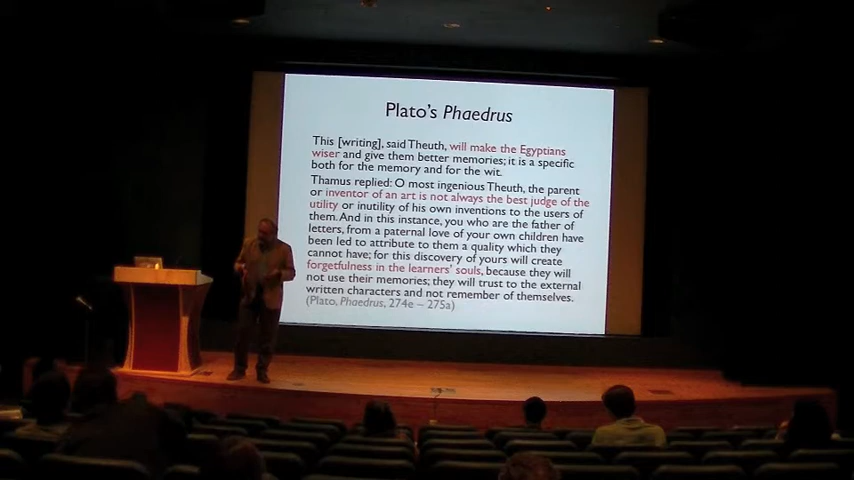 Plato's Phaedrus
This [writing], said Theuth, will make the Egyptians
wiser and give them better memories; it is a specific
both for the memory and for the wit.
Thamus replied: O most ingenious Theuth, the parent
or inventor of an art is not always the best judge of the
utility or inutility of his own inventions to the users of
them. And in this instance, you who are the father of
letters, from a paternal love of your own children have
been led to attribute to them a quality which they
cannot have; for this discovery of yours will create
forgetfulness in the learners' souls, because they will
not use their memories; they will trust to the external
written characters and not remember of themselves.
(Plato, Phaedrus, 274e – 275a)